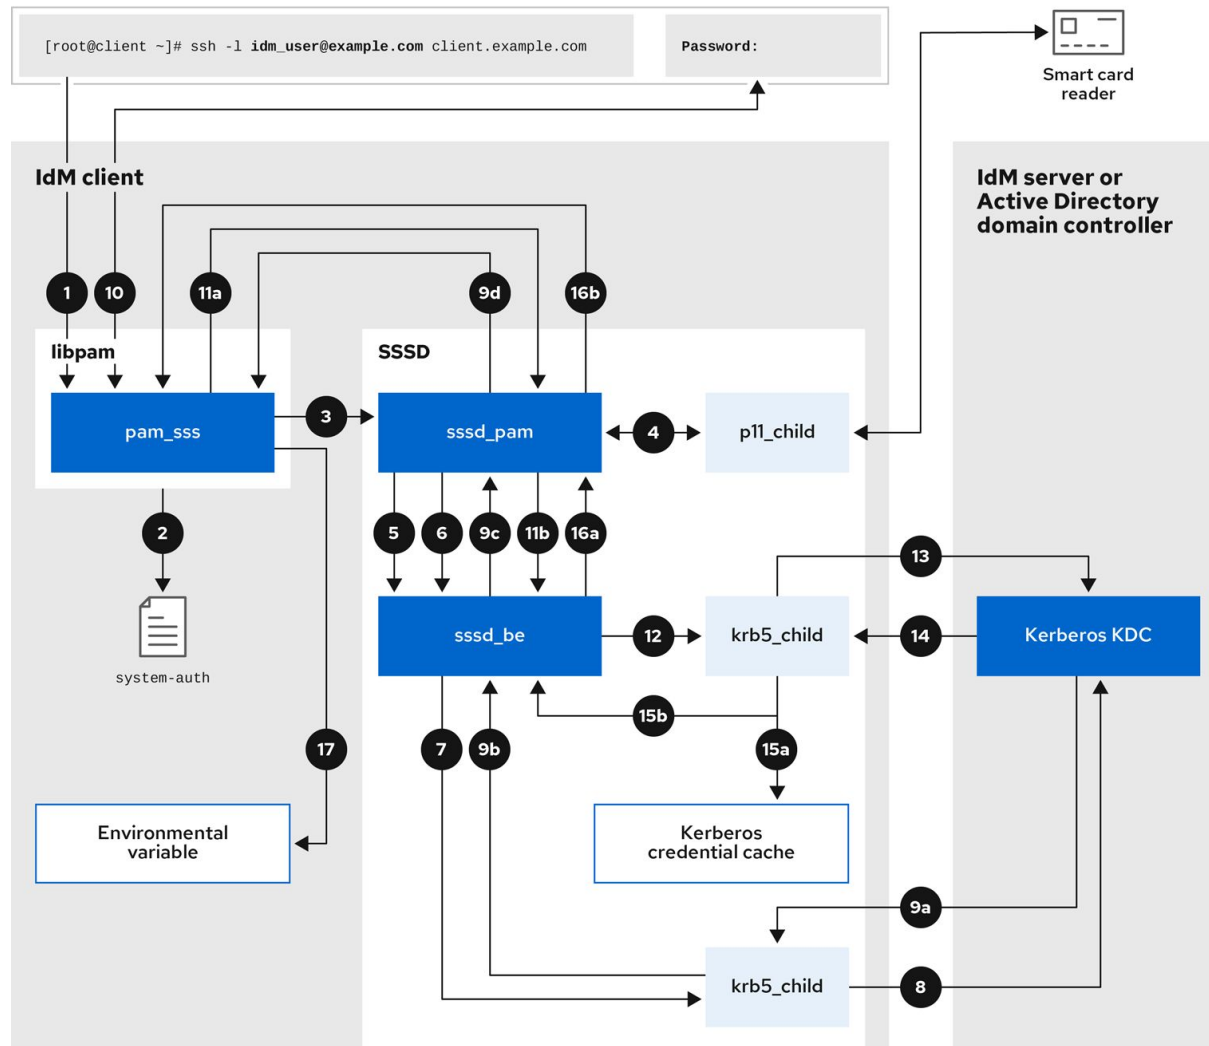 [root@client ~]# ssh -l idm_user@example.com client.example.com
Password:
Smart card
reader
IdM client
IdM server or
Active Directory
domain controller
1
10
11a
9d
16b
libpam
SSSD
pam_sss
3
sssd_pam
4
p11_child
2
5
6
9c
11b
16a
13
system-auth
sssd_be
12
krb5_child
14
Kerberos KDC
15b
17
7
9b
15a
Environmental
variable
Kerberos
credential cache
9a
krb5_child
8